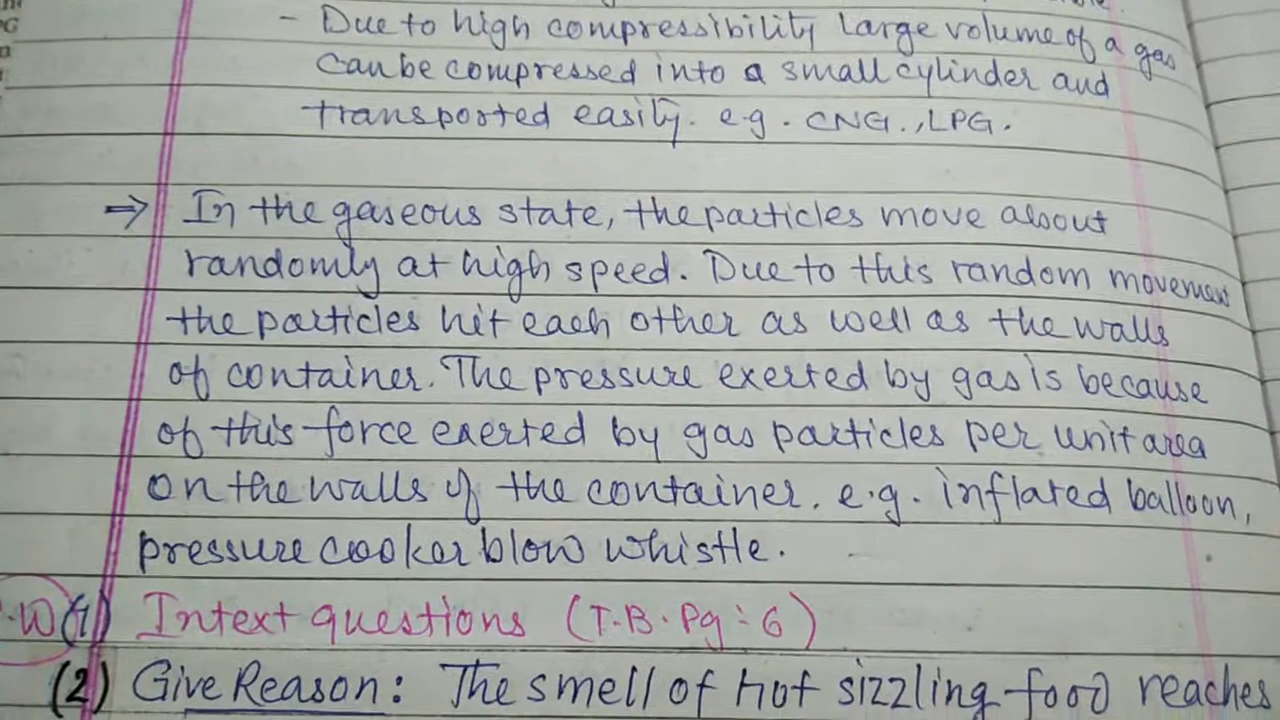 - Due to high compressibility large volume of a gas
can be compressed into a small cylinder and
transported easily. e.g. CNG., LPG.
⇒ In the gaseous state, the particles move about
randomly at high speed. Due to this random movement
the particles hit each other as well as the walls
of container. The pressure exerted by gas is because
of this force exerted by gas particles per unit area
on the walls of the container. e.g. inflated balloon,
pressure cooker blow whistle.
.W (1) Intext questions (T.B. Pg: 6)
(2) Give Reason: The smell of hot sizzling food reaches